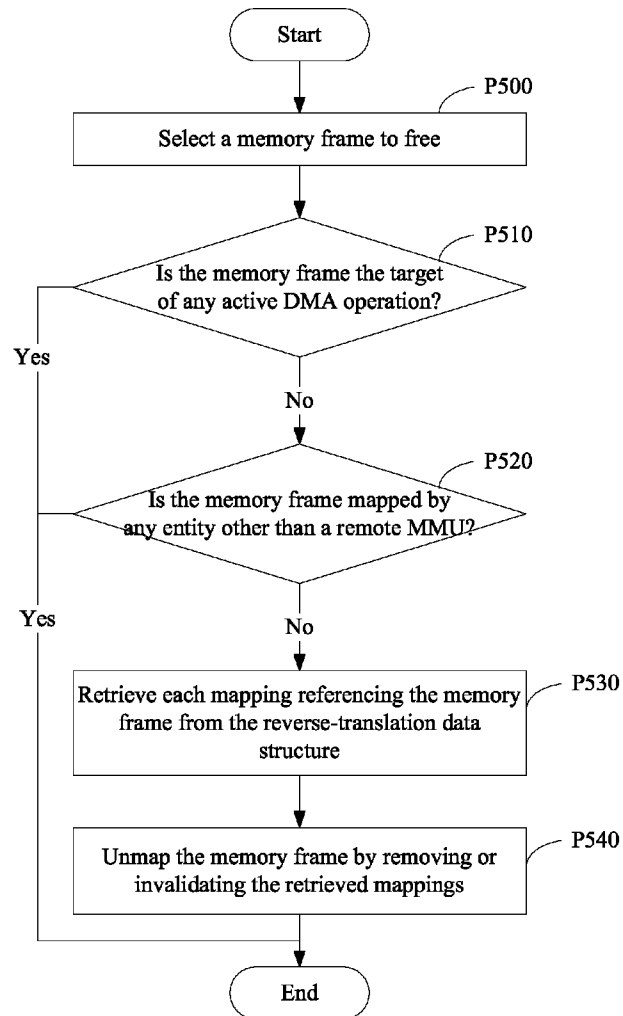 Start
P500
Select a memory frame to free
P510
Is the memory frame the target
of any active DMA operation?
Yes
No
P520
Is the memory frame mapped by
any entity other than a remote MMU?
Yes
No
P530
Retrieve each mapping referencing the memory
frame from the reverse-translation data
structure
P540
Unmap the memory frame by removing or
invalidating the retrieved mappings
End